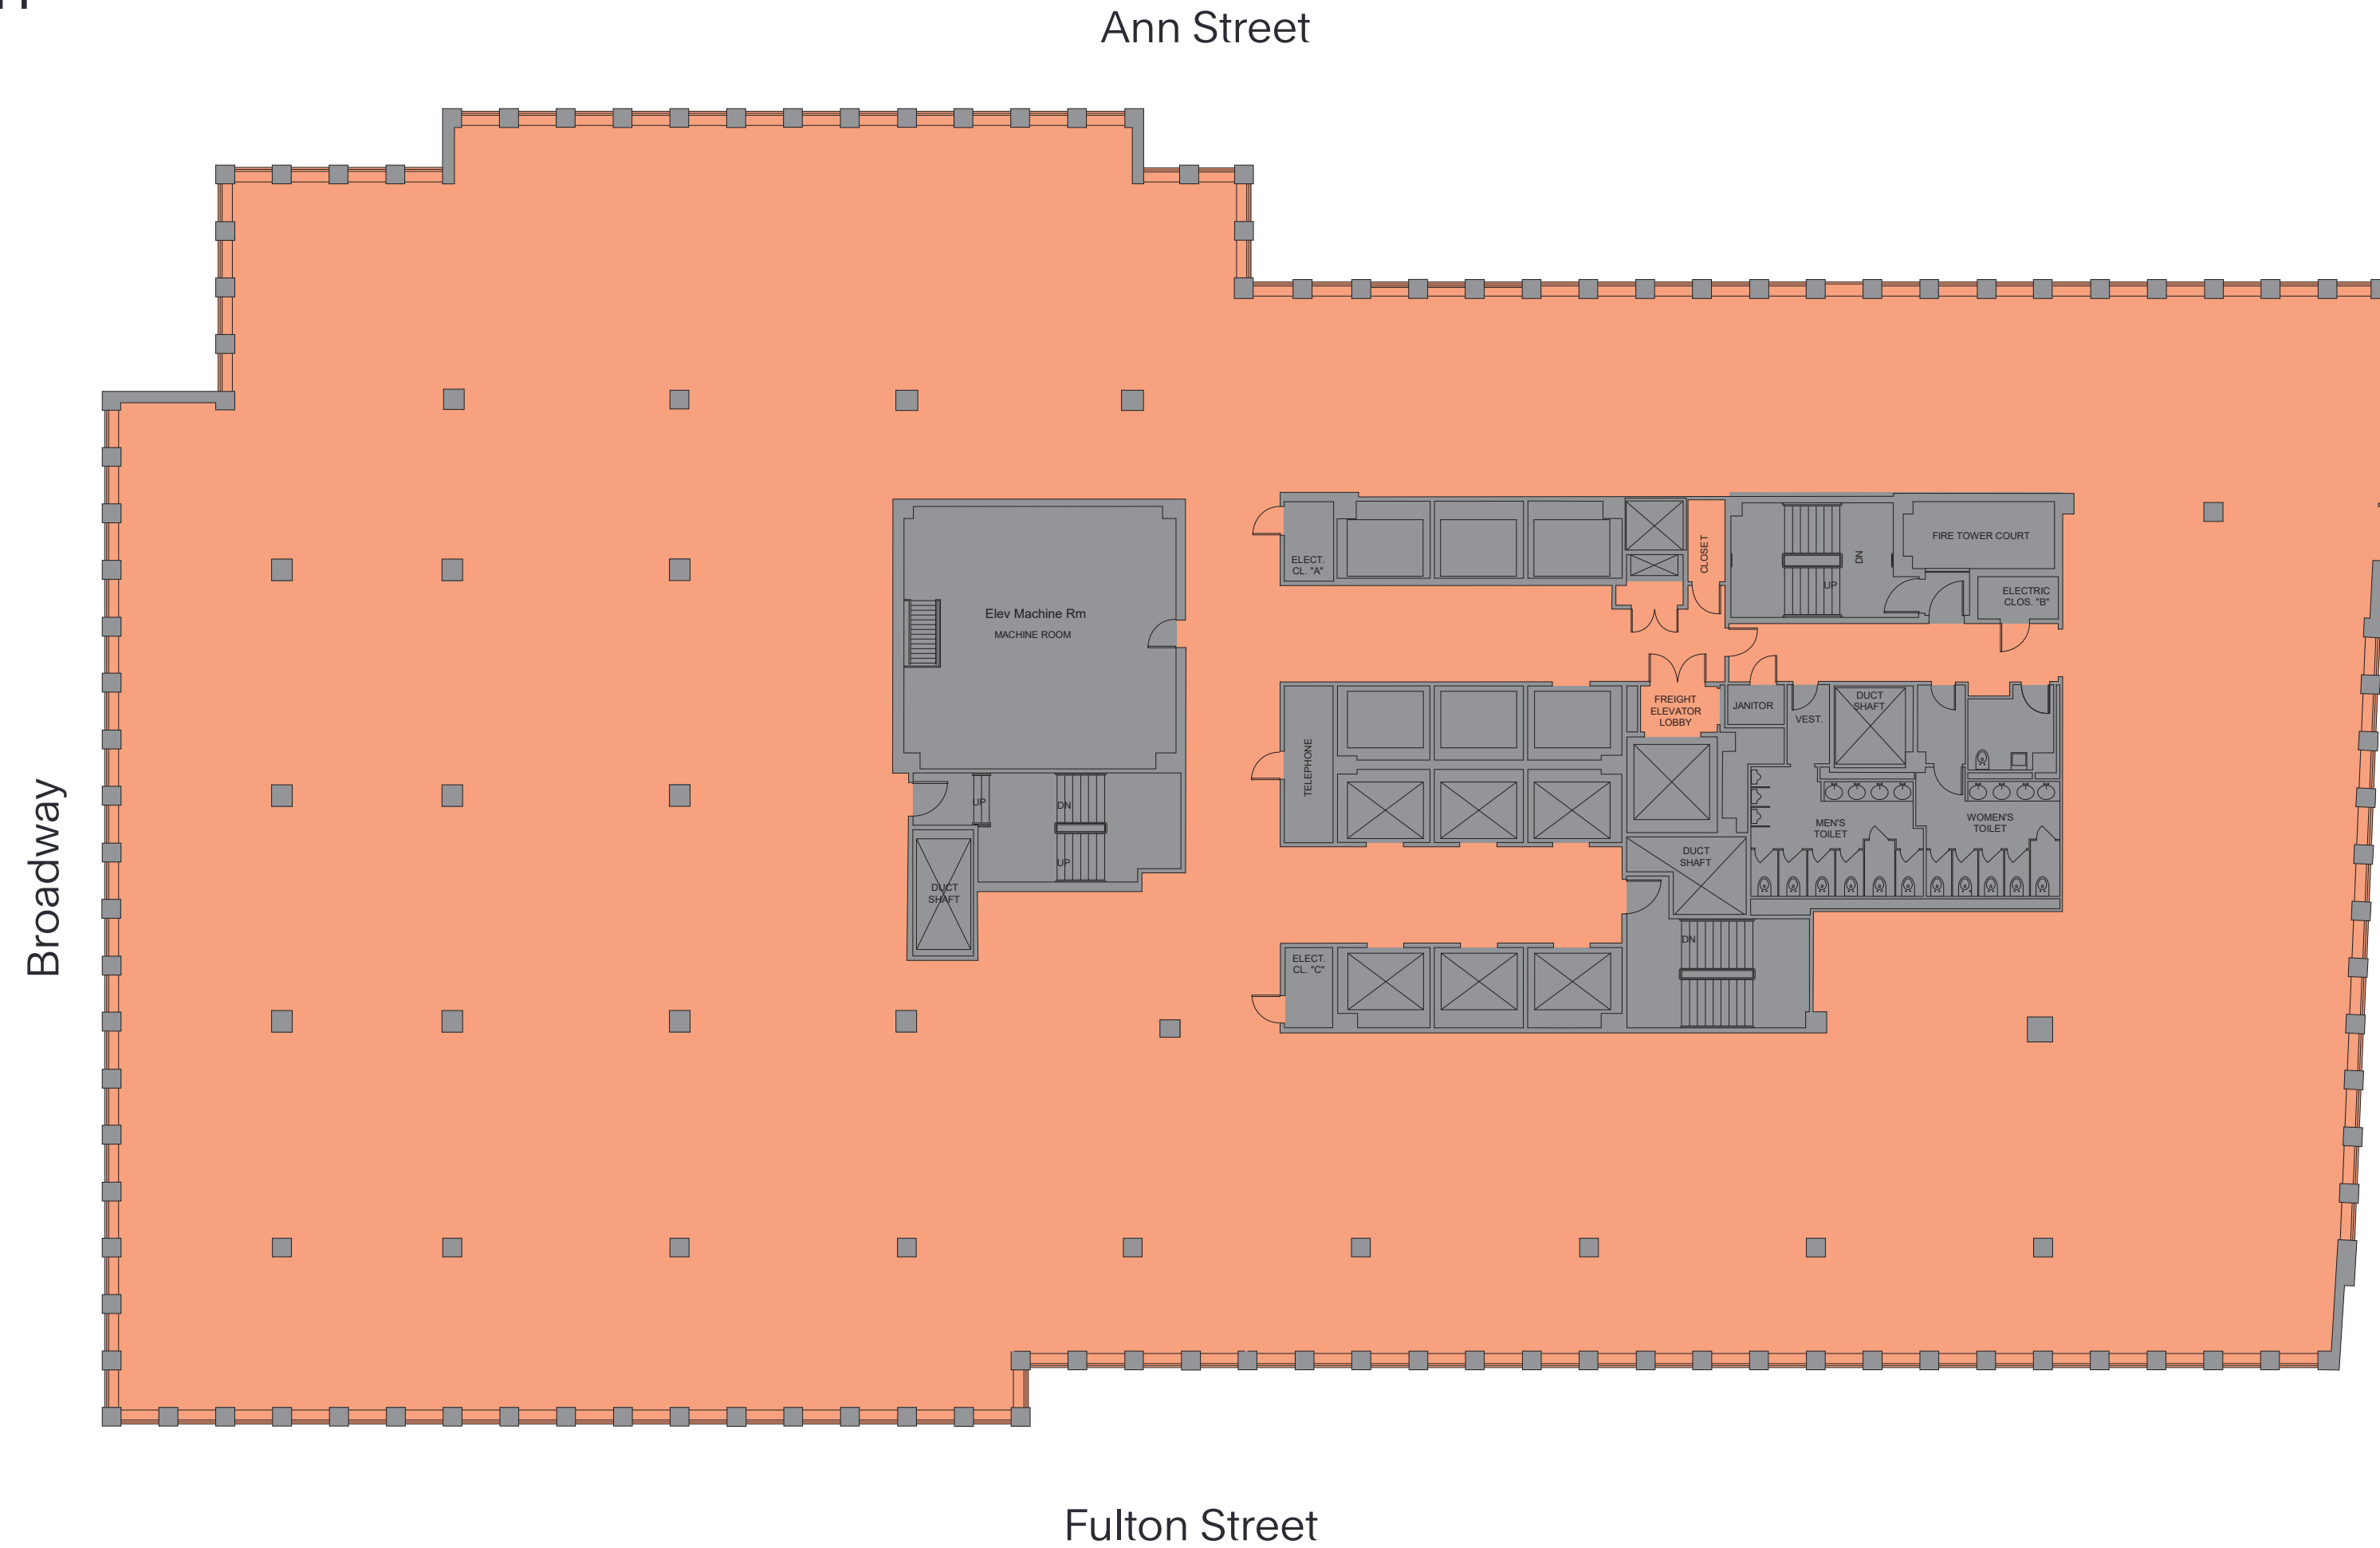 Ann Street
Broadway
Elev Machine Rm
MACHINE ROOM
UP
DN
UP
DUCT
SHAFT
ELECT.
CL. "A"
CLOSET
DN
UP
FIRE TOWER COURT
ELECTRIC
CLOS. "B"
TELEPHONE
FREIGHT
ELEVATOR
LOBBY
JANITOR
VEST.
DUCT
SHAFT
MEN'S
TOILET
WOMEN'S
TOILET
DUCT
SHAFT
DN
ELECT.
CL. "C"
Fulton Street